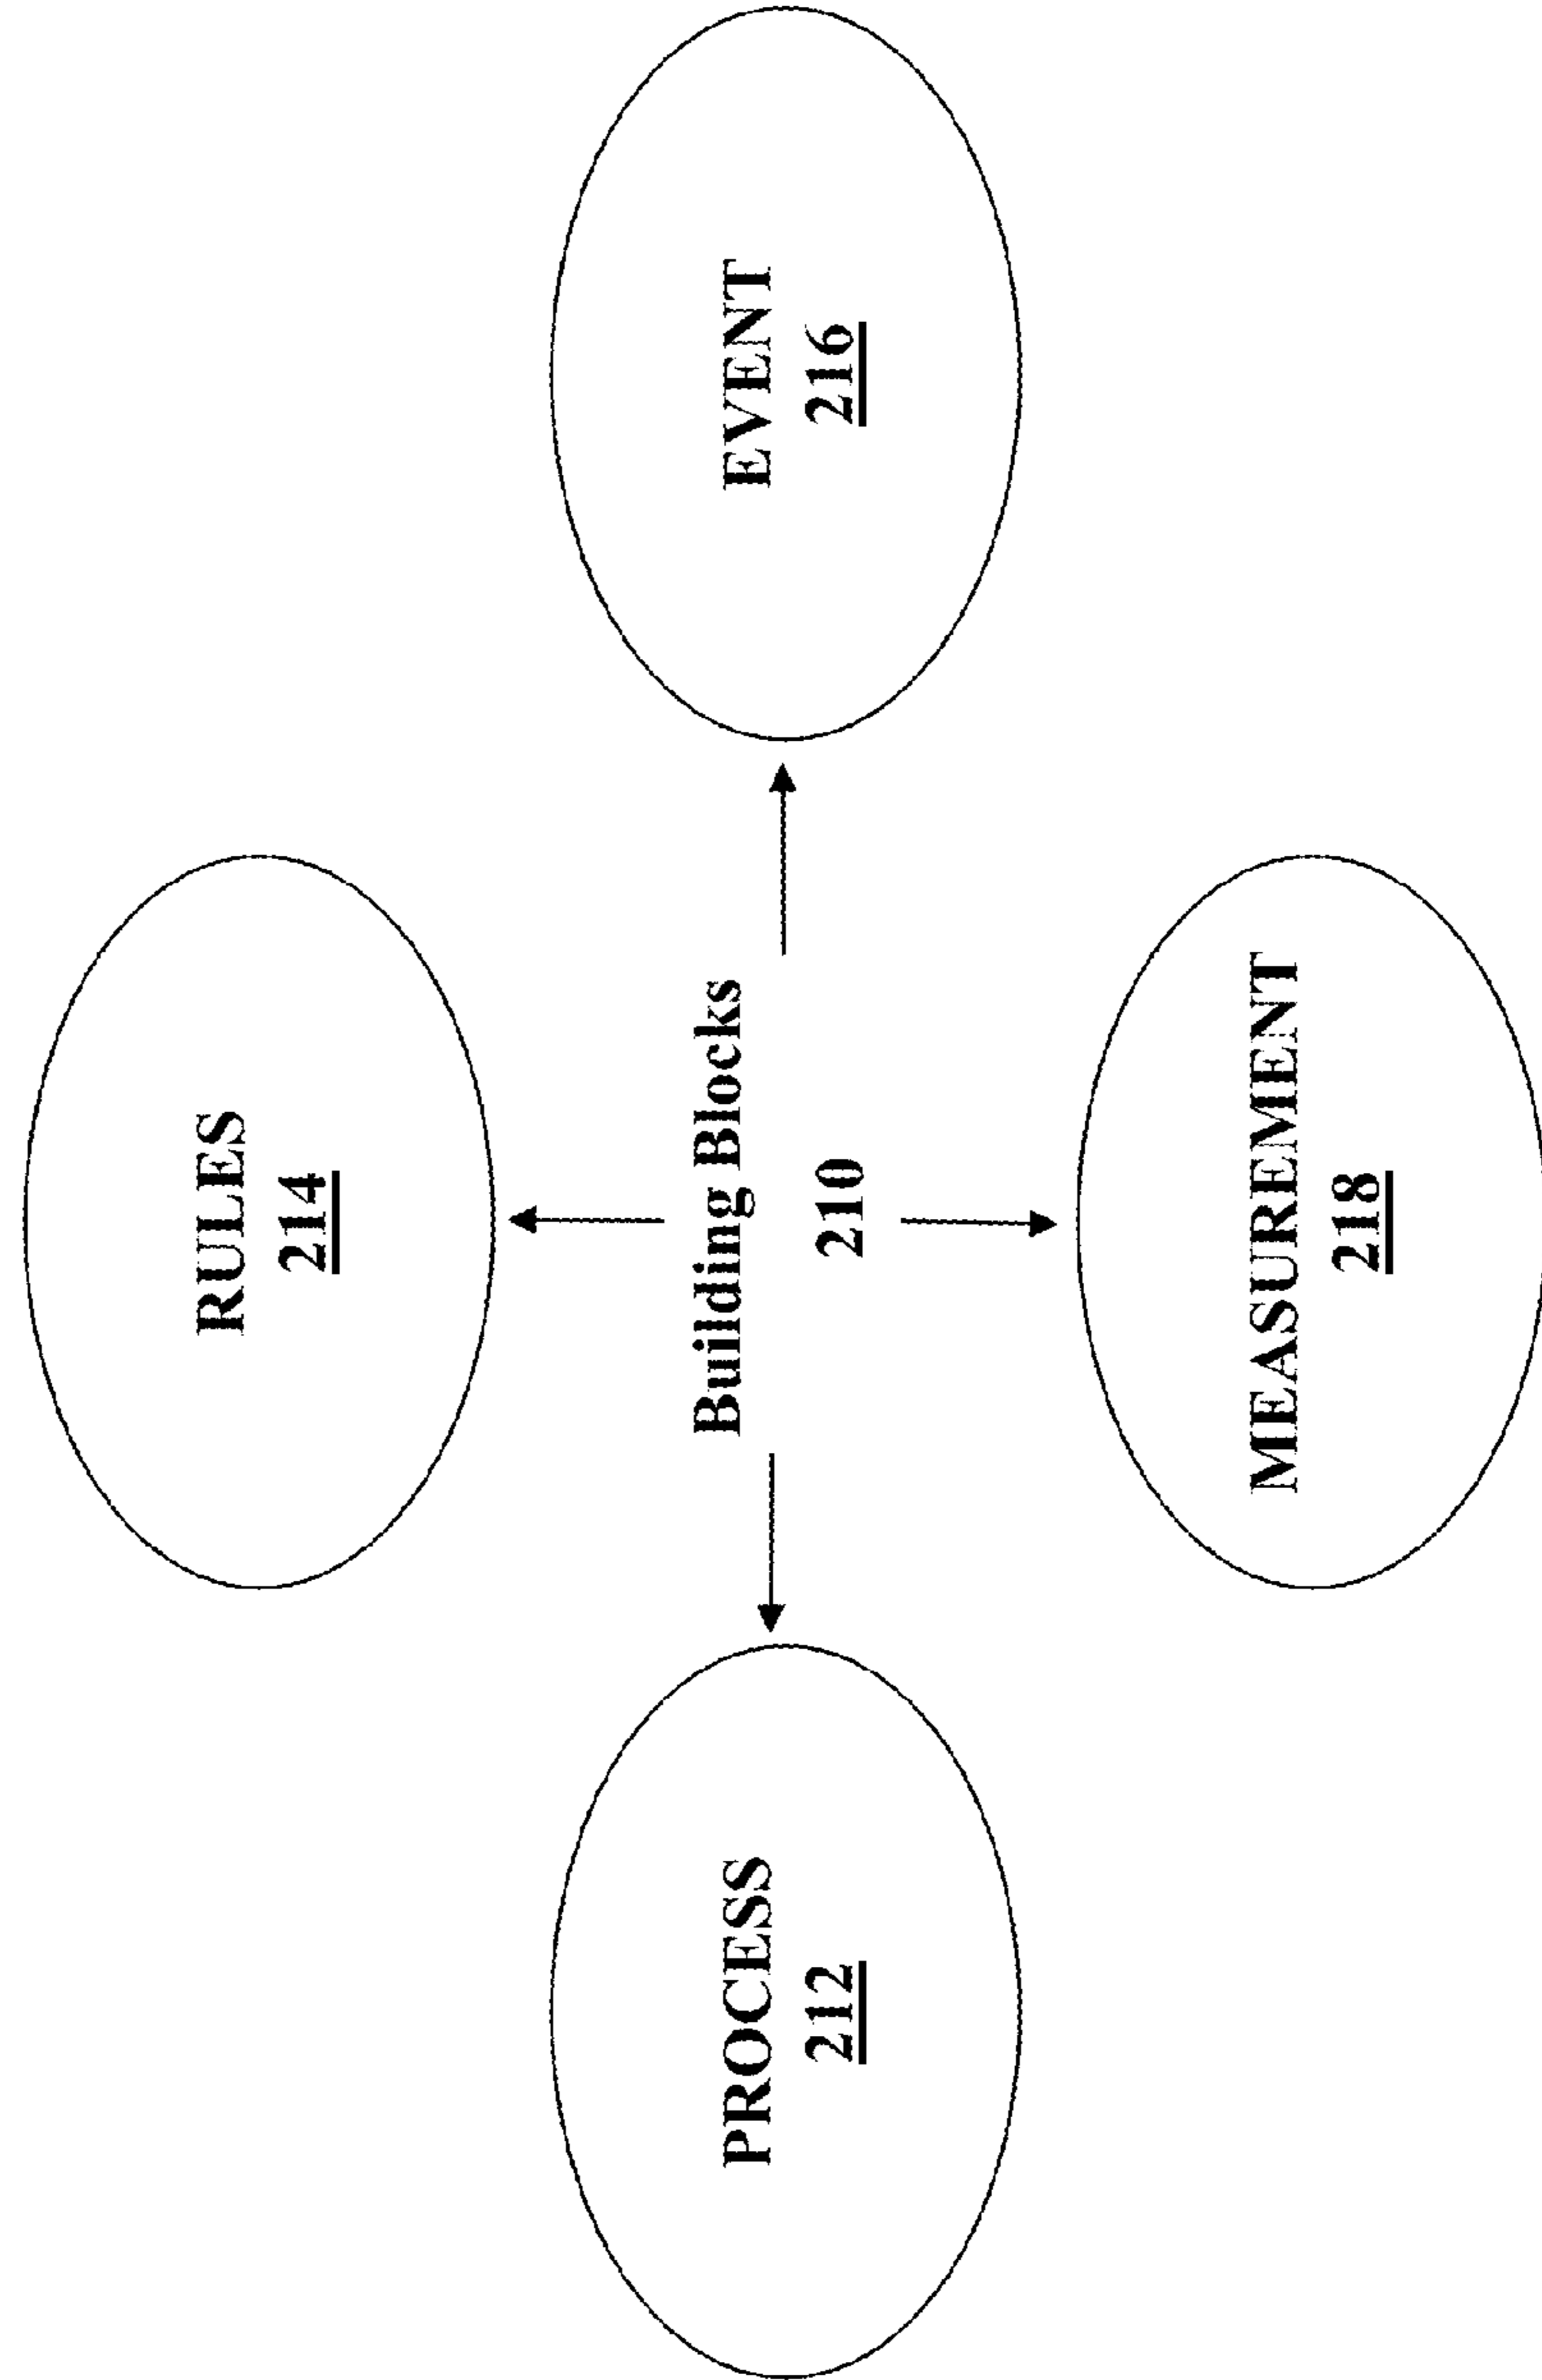 RULES
214
PROCESS
212
Building Blocks
210
EVENT
216
MEASUREMENT
218